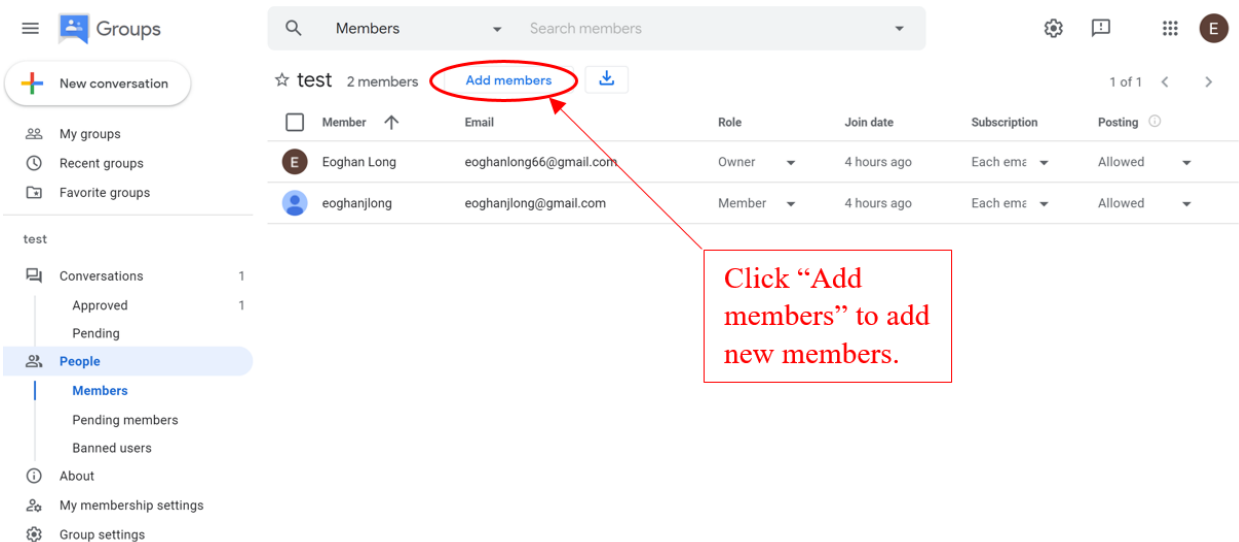 Groups
Members
Search members
E
New conversation
test 2 members Add members
1 of 1
My groups
Recent groups
Favorite groups
test
Conversations 1
Approved 1
Pending
People
Members
Pending members
Banned users
About
My membership settings
Group settings
Member Email Role Join date Subscription Posting
E Eoghan Long eoghanlong66@gmail.com Owner 4 hours ago Each ema Allowed
eoghanjlong eoghanjlong@gmail.com Member 4 hours ago Each ema Allowed
Click “Add
members” to add
new members.